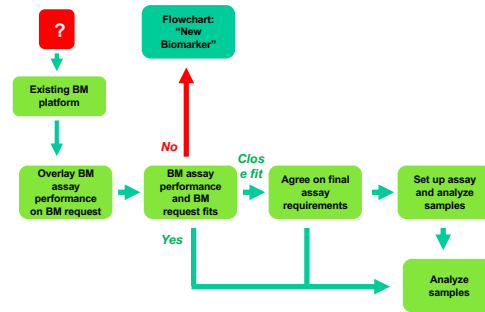 ?
Flowchart:
“New
Biomarker”
Existing BM
platform
No
Clos
e fit
Overlay BM
assay
performance
on BM request
BM assay
performance
and BM
request fits
Agree on final
assay
requirements
Set up assay
and analyze
samples
Yes
Analyze
samples